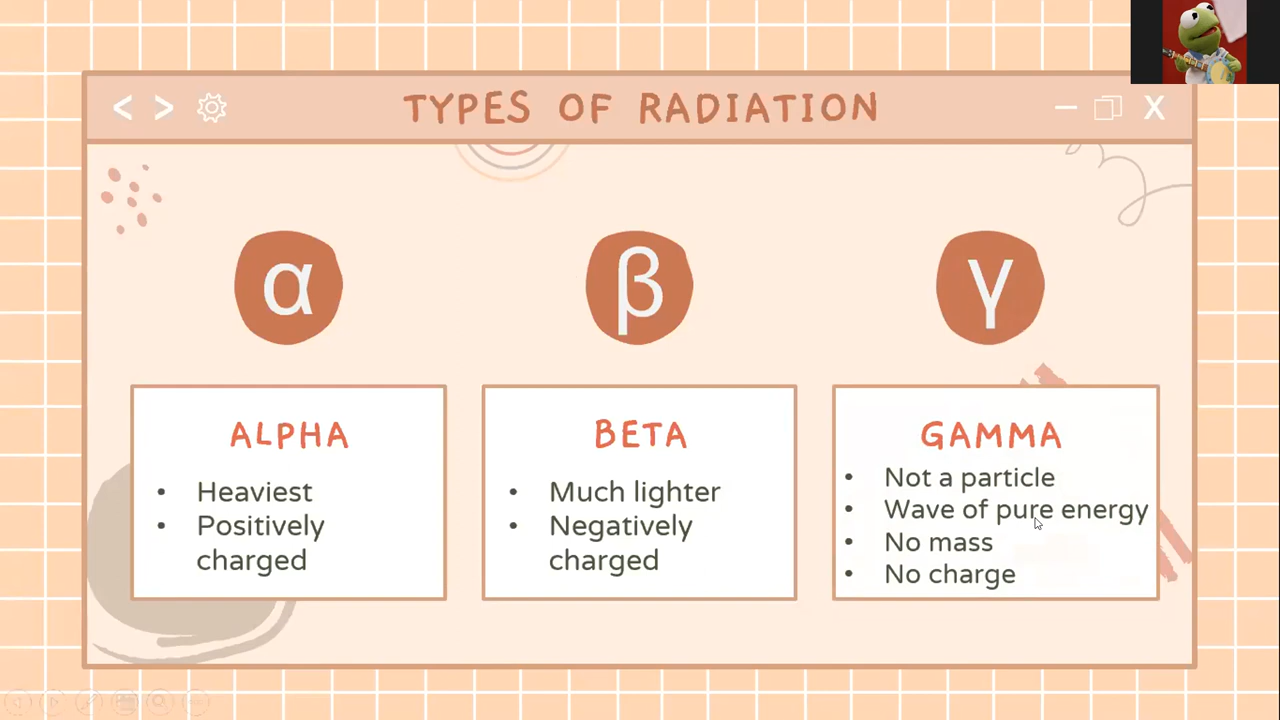 TYPES OF RADIATION
α
β
γ
ALPHA
• Heaviest
• Positively
charged
BETA
• Much lighter
• Negatively
charged
GAMMA
• Not a particle
• Wave of pure energy
• No mass
• No charge